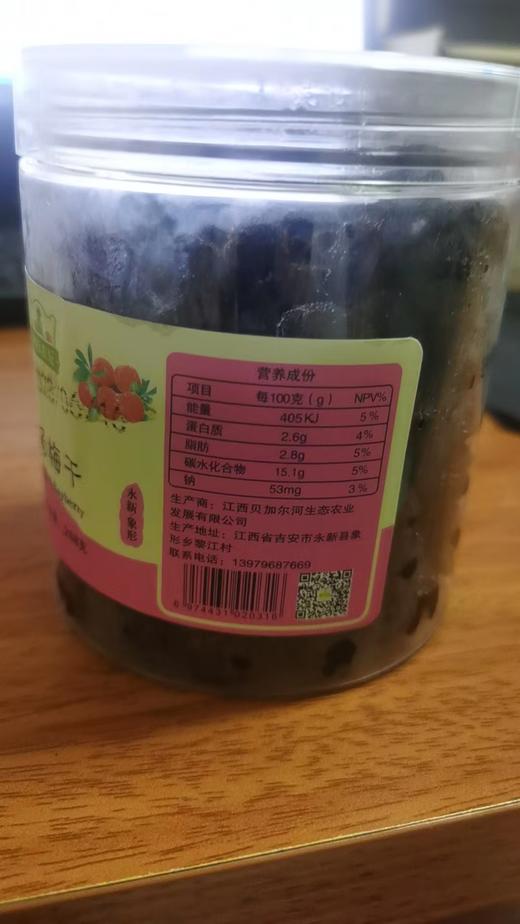 梅干
永新象形
营养成份
项目 每100克(g) NPV%
能量 405KJ 5%
蛋白质 2.6g 4%
脂肪 2.8g 5%
碳水化合物 15.1g 5%
钠 53mg 3%
生产商：江西贝加尔河生态农业
发展有限公司
生产地址：江西省吉安市永新县象
形乡黎江村
联系电话：13979687669
6 974431 020316